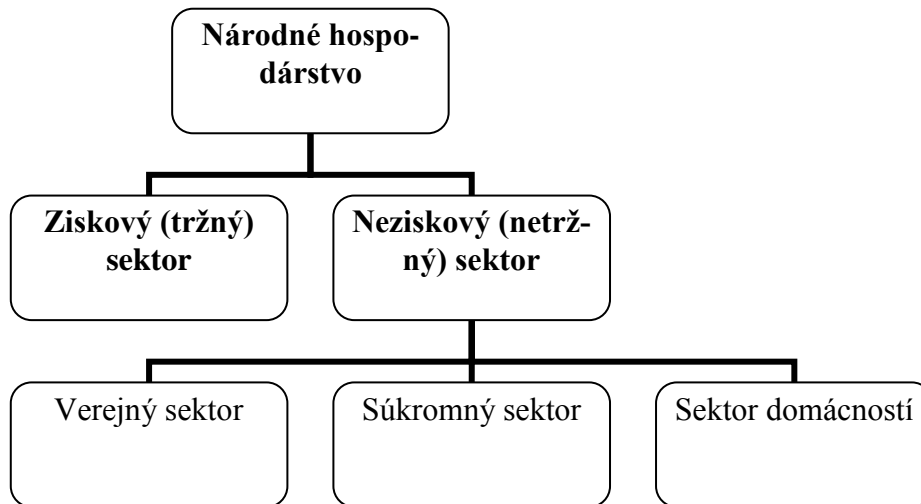 Národné hospo-
dárstvo
Ziskový (tržný)
sektor
Neziskový (netrž-
ný) sektor
Verejný sektor
Súkromný sektor
Sektor domácností